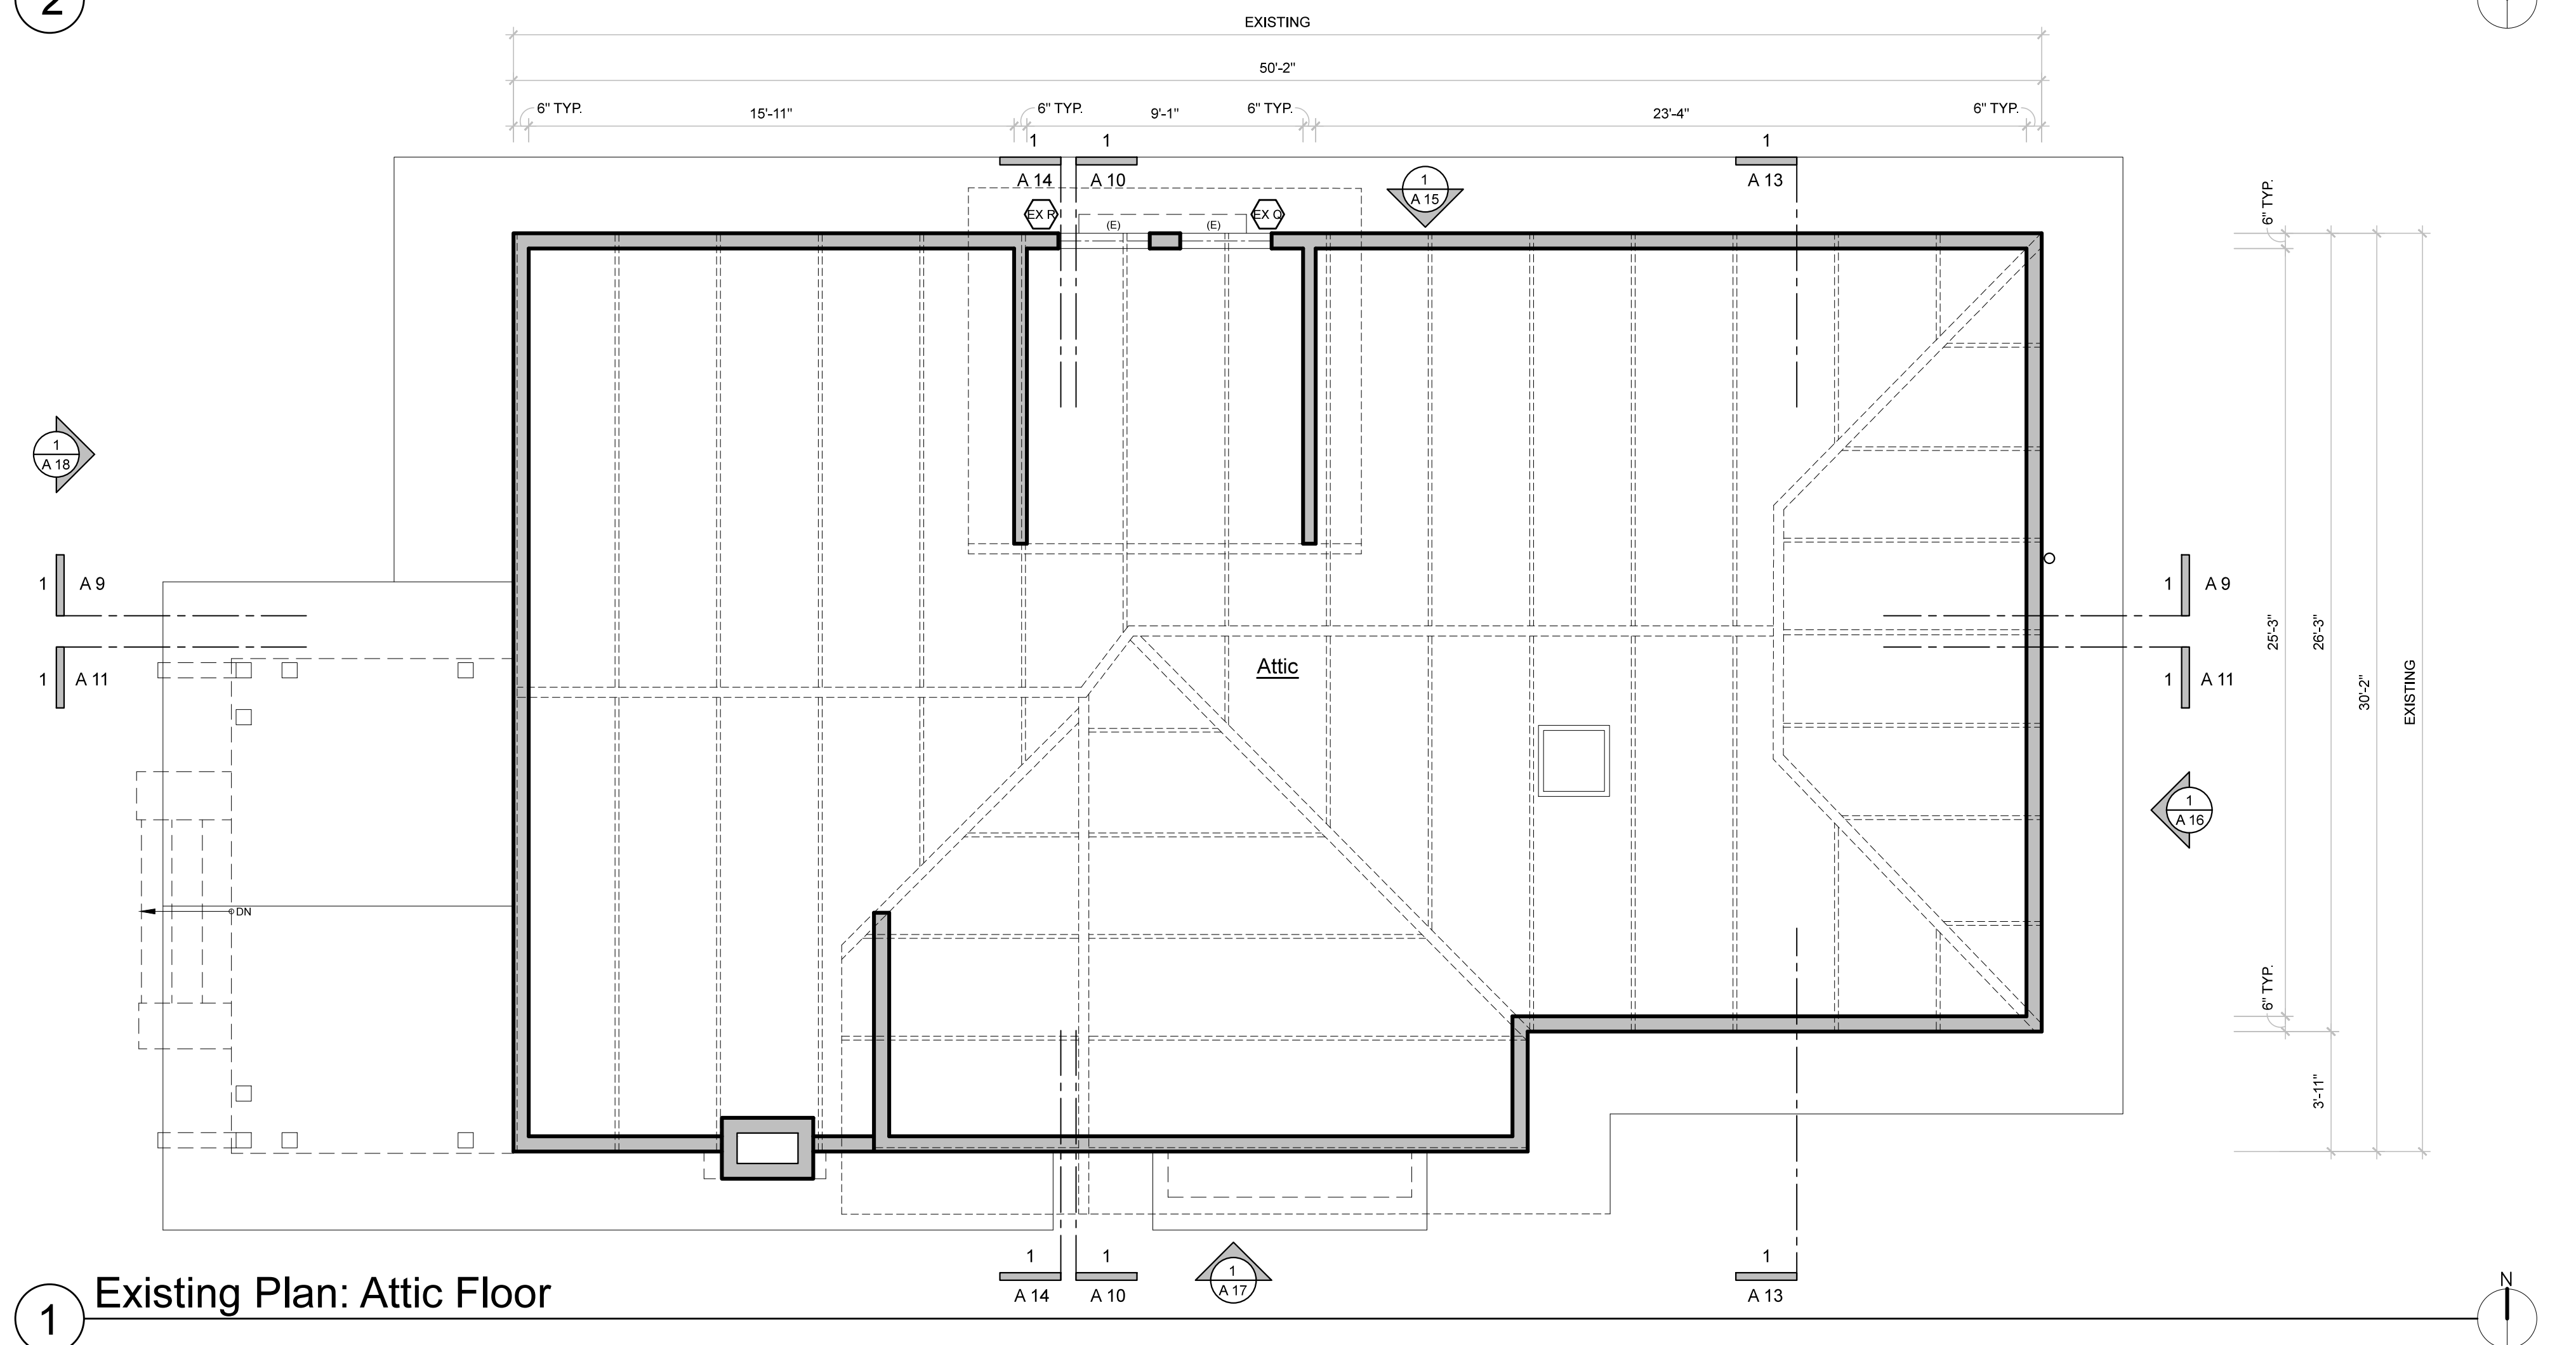 2
EXISTING
50'-2"
6" TYP.
15'-11"
6" TYP.
9'-1"
6" TYP.
23'-4"
6" TYP.
1
1
1
A 14
A 10
A 13
1
A 15
EX R
EX Q
(E)
(E)
6" TYP.
1
A 18
1
A 9
1
A 9
1
A 11
1
A 11
25'-3"
26'-3"
30'-2"
EXISTING
Attic
1
A 16
DN
6" TYP.
3'-11"
1
1
1
A 14
A 10
A 13
1
A 17
1
Existing Plan: Attic Floor
N